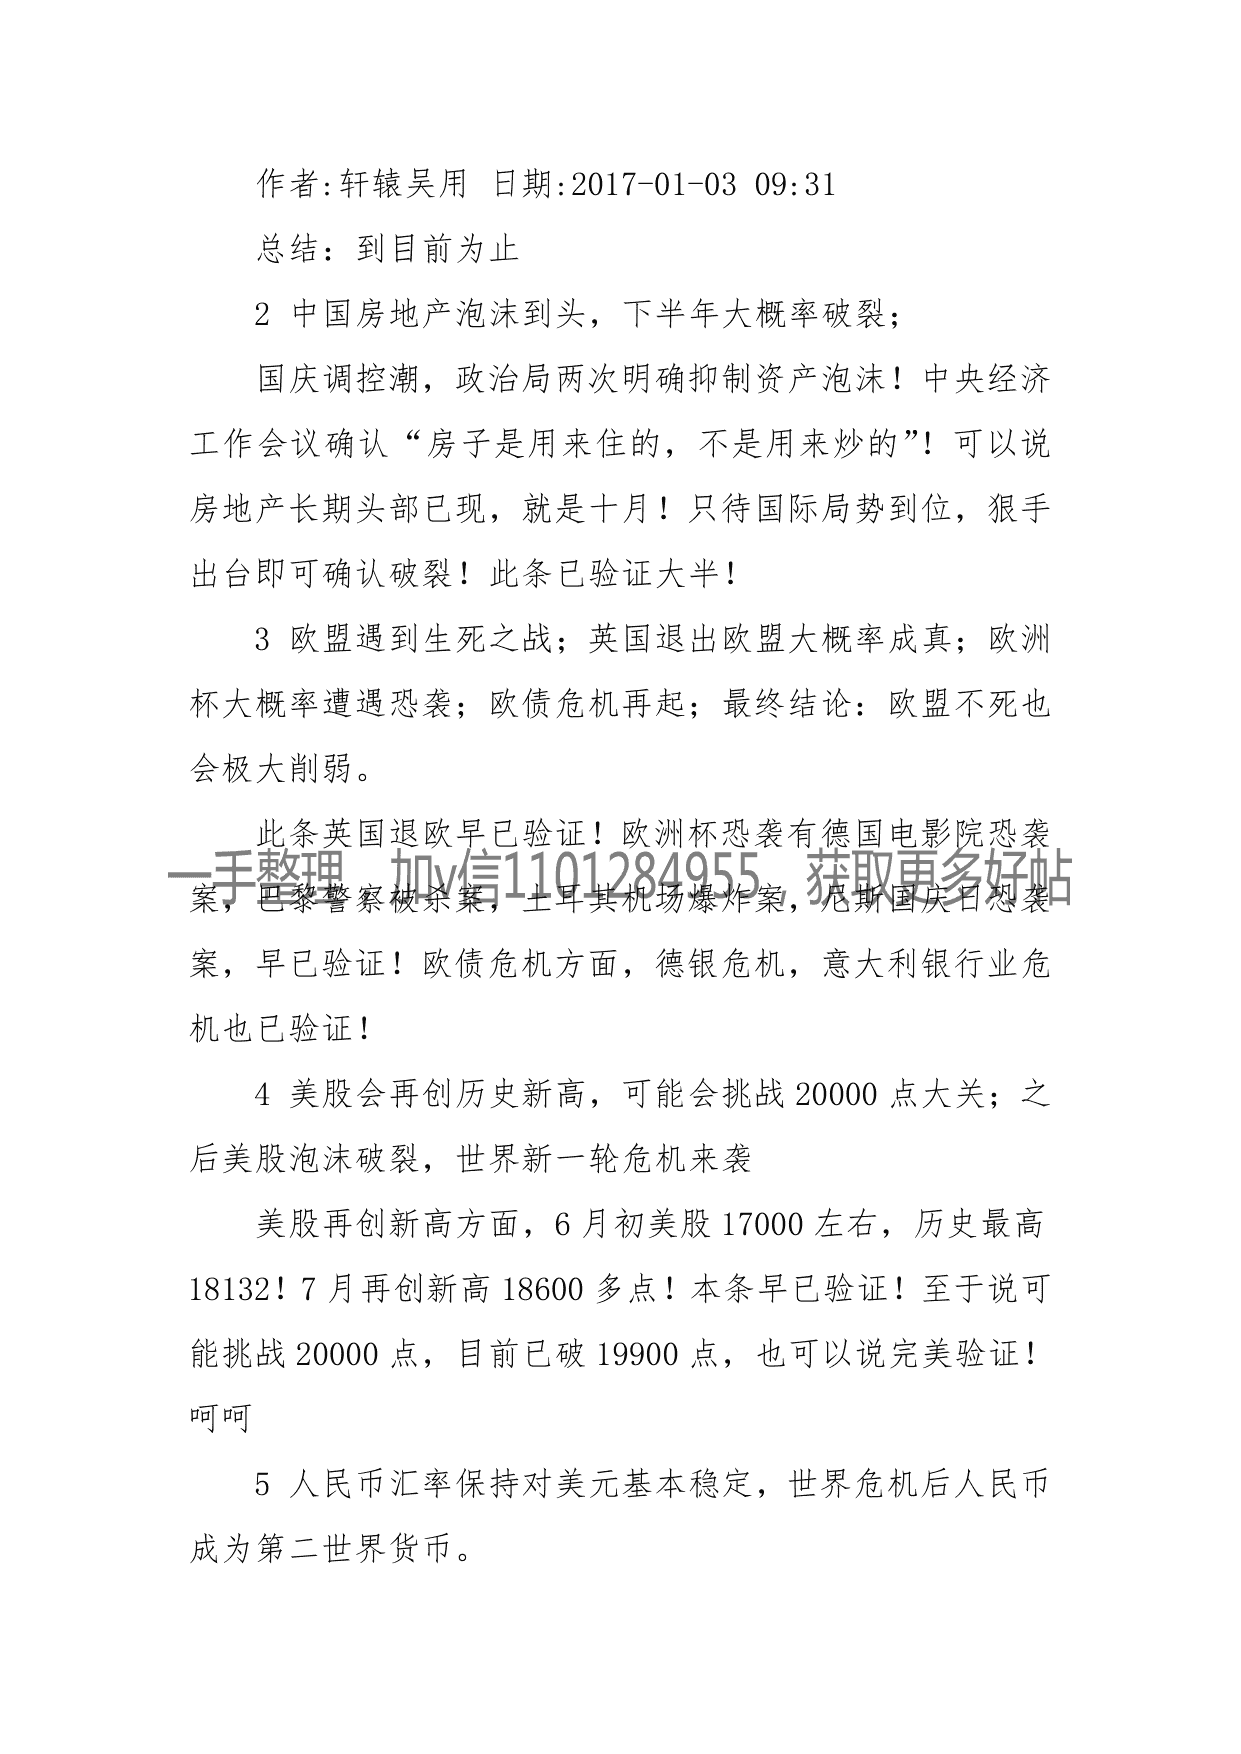 作者:轩辕吴用 日期:2017-01-03 09:31
总结：到目前为止
2 中国房地产泡沫到头，下半年大概率破裂；
国庆调控潮，政治局两次明确抑制资产泡沫！中央经济
工作会议确认“房子是用来住的，不是用来炒的”！可以说
房地产长期头部已现，就是十月！只待国际局势到位，狠手
出台即可确认破裂！此条已验证大半！
3 欧盟遇到生死之战；英国退出欧盟大概率成真；欧洲
杯大概率遭遇恐袭；欧债危机再起；最终结论：欧盟不死也
会极大削弱。
此条英国退欧早已验证！欧洲杯恐袭有德国电影院恐袭
一手整理，加v信1101284955，获取更多好帖
案，巴黎警察被杀案，土耳其机场爆炸案，尼斯国庆日恐袭
案，早已验证！欧债危机方面，德银危机，意大利银行业危
机也已验证！
4 美股会再创历史新高，可能会挑战 20000 点大关；之
后美股泡沫破裂，世界新一轮危机来袭
美股再创新高方面，6 月初美股 17000 左右，历史最高
18132！7 月再创新高 18600 多点！本条早已验证！至于说可
能挑战 20000 点，目前已破 19900 点，也可以说完美验证！
呵呵
5 人民币汇率保持对美元基本稳定，世界危机后人民币
成为第二世界货币。